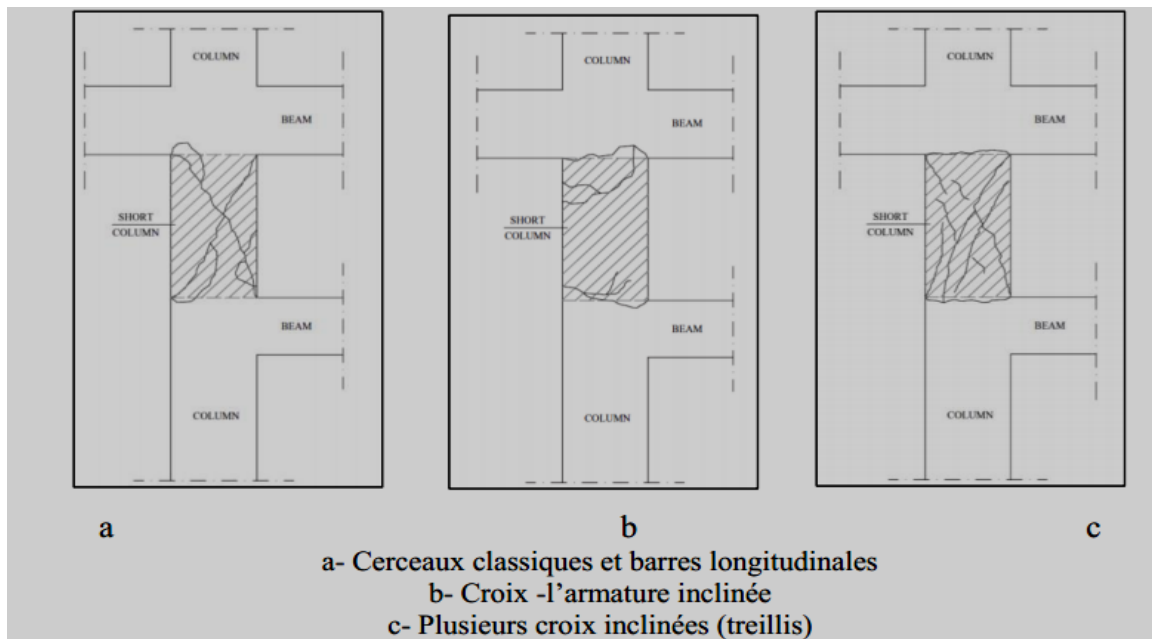 COLUMN
BEAM
SHORT
COLUMN
BEAM
COLUMN
COLUMN
BEAM
SHORT
COLUMN
BEAM
COLUMN
COLUMN
BEAM
SHORT
COLUMN
BEAM
COLUMN
a b c
a- Cerceaux classiques et barres longitudinales
b- Croix -l’armature inclinée
c- Plusieurs croix inclinées (treillis)